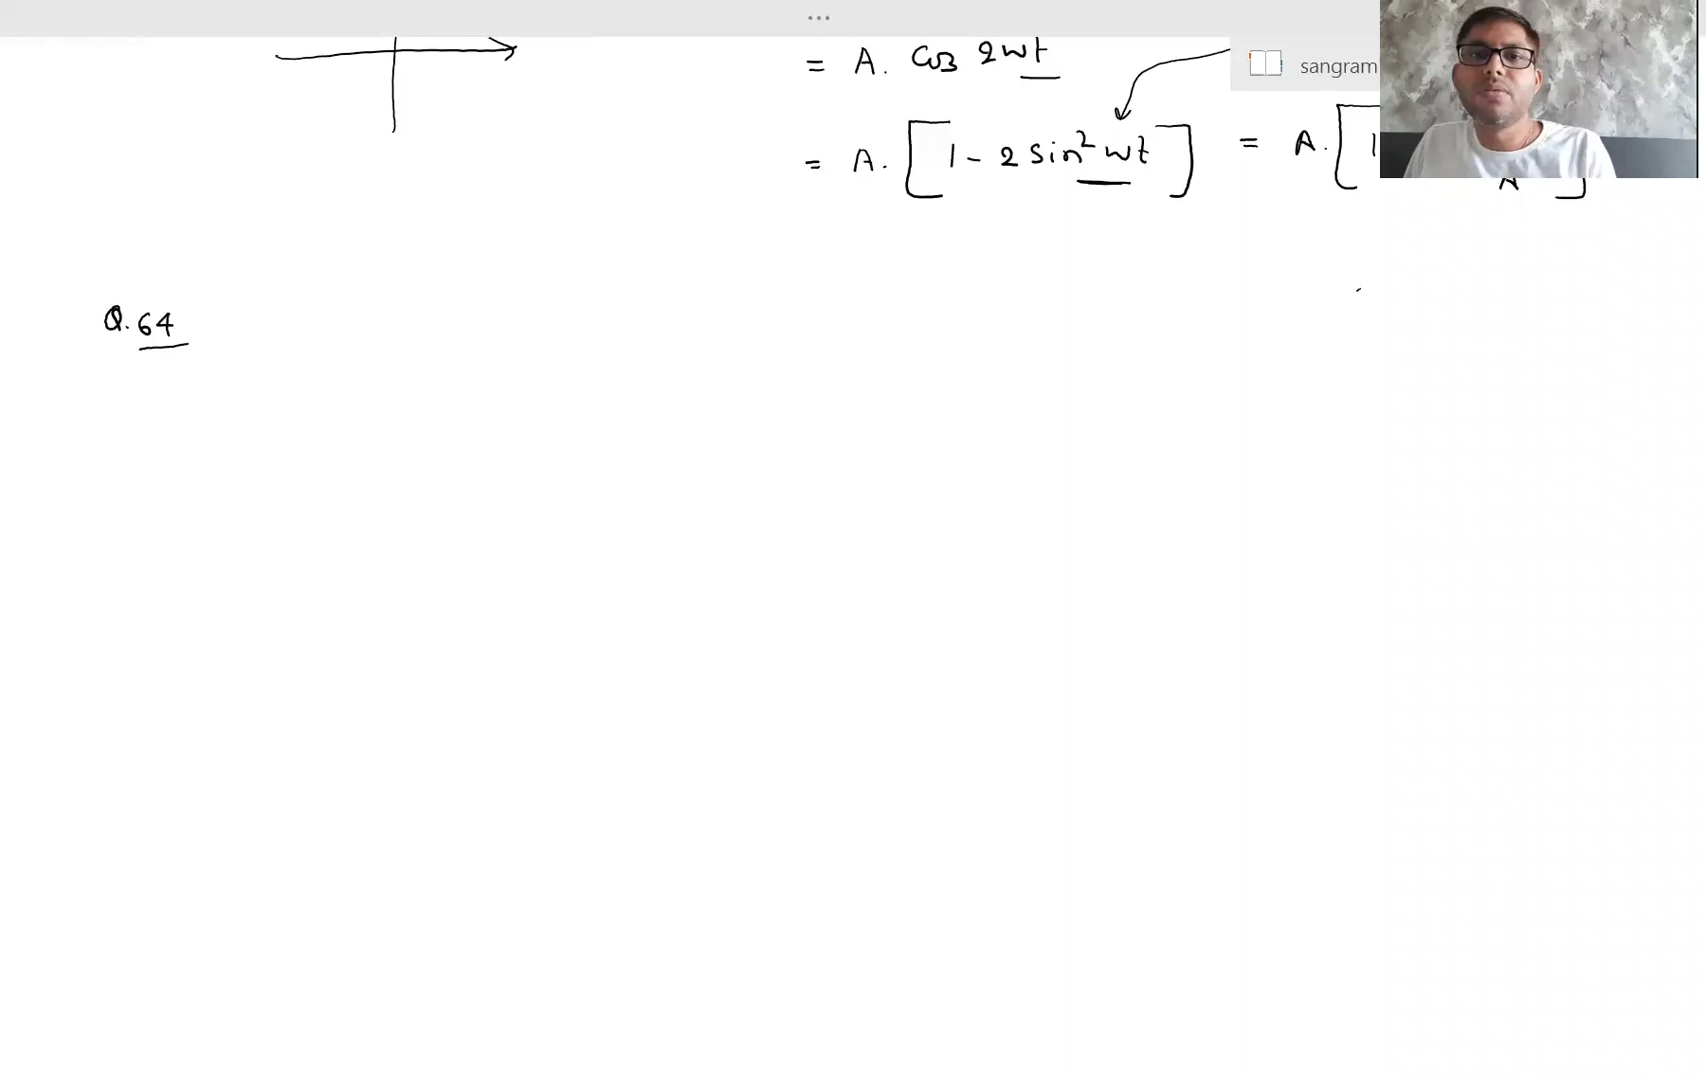 = A. Cos 2wt
sangram
= A. [1 - 2 Sin² wt] = A. [1
A
Q. 64